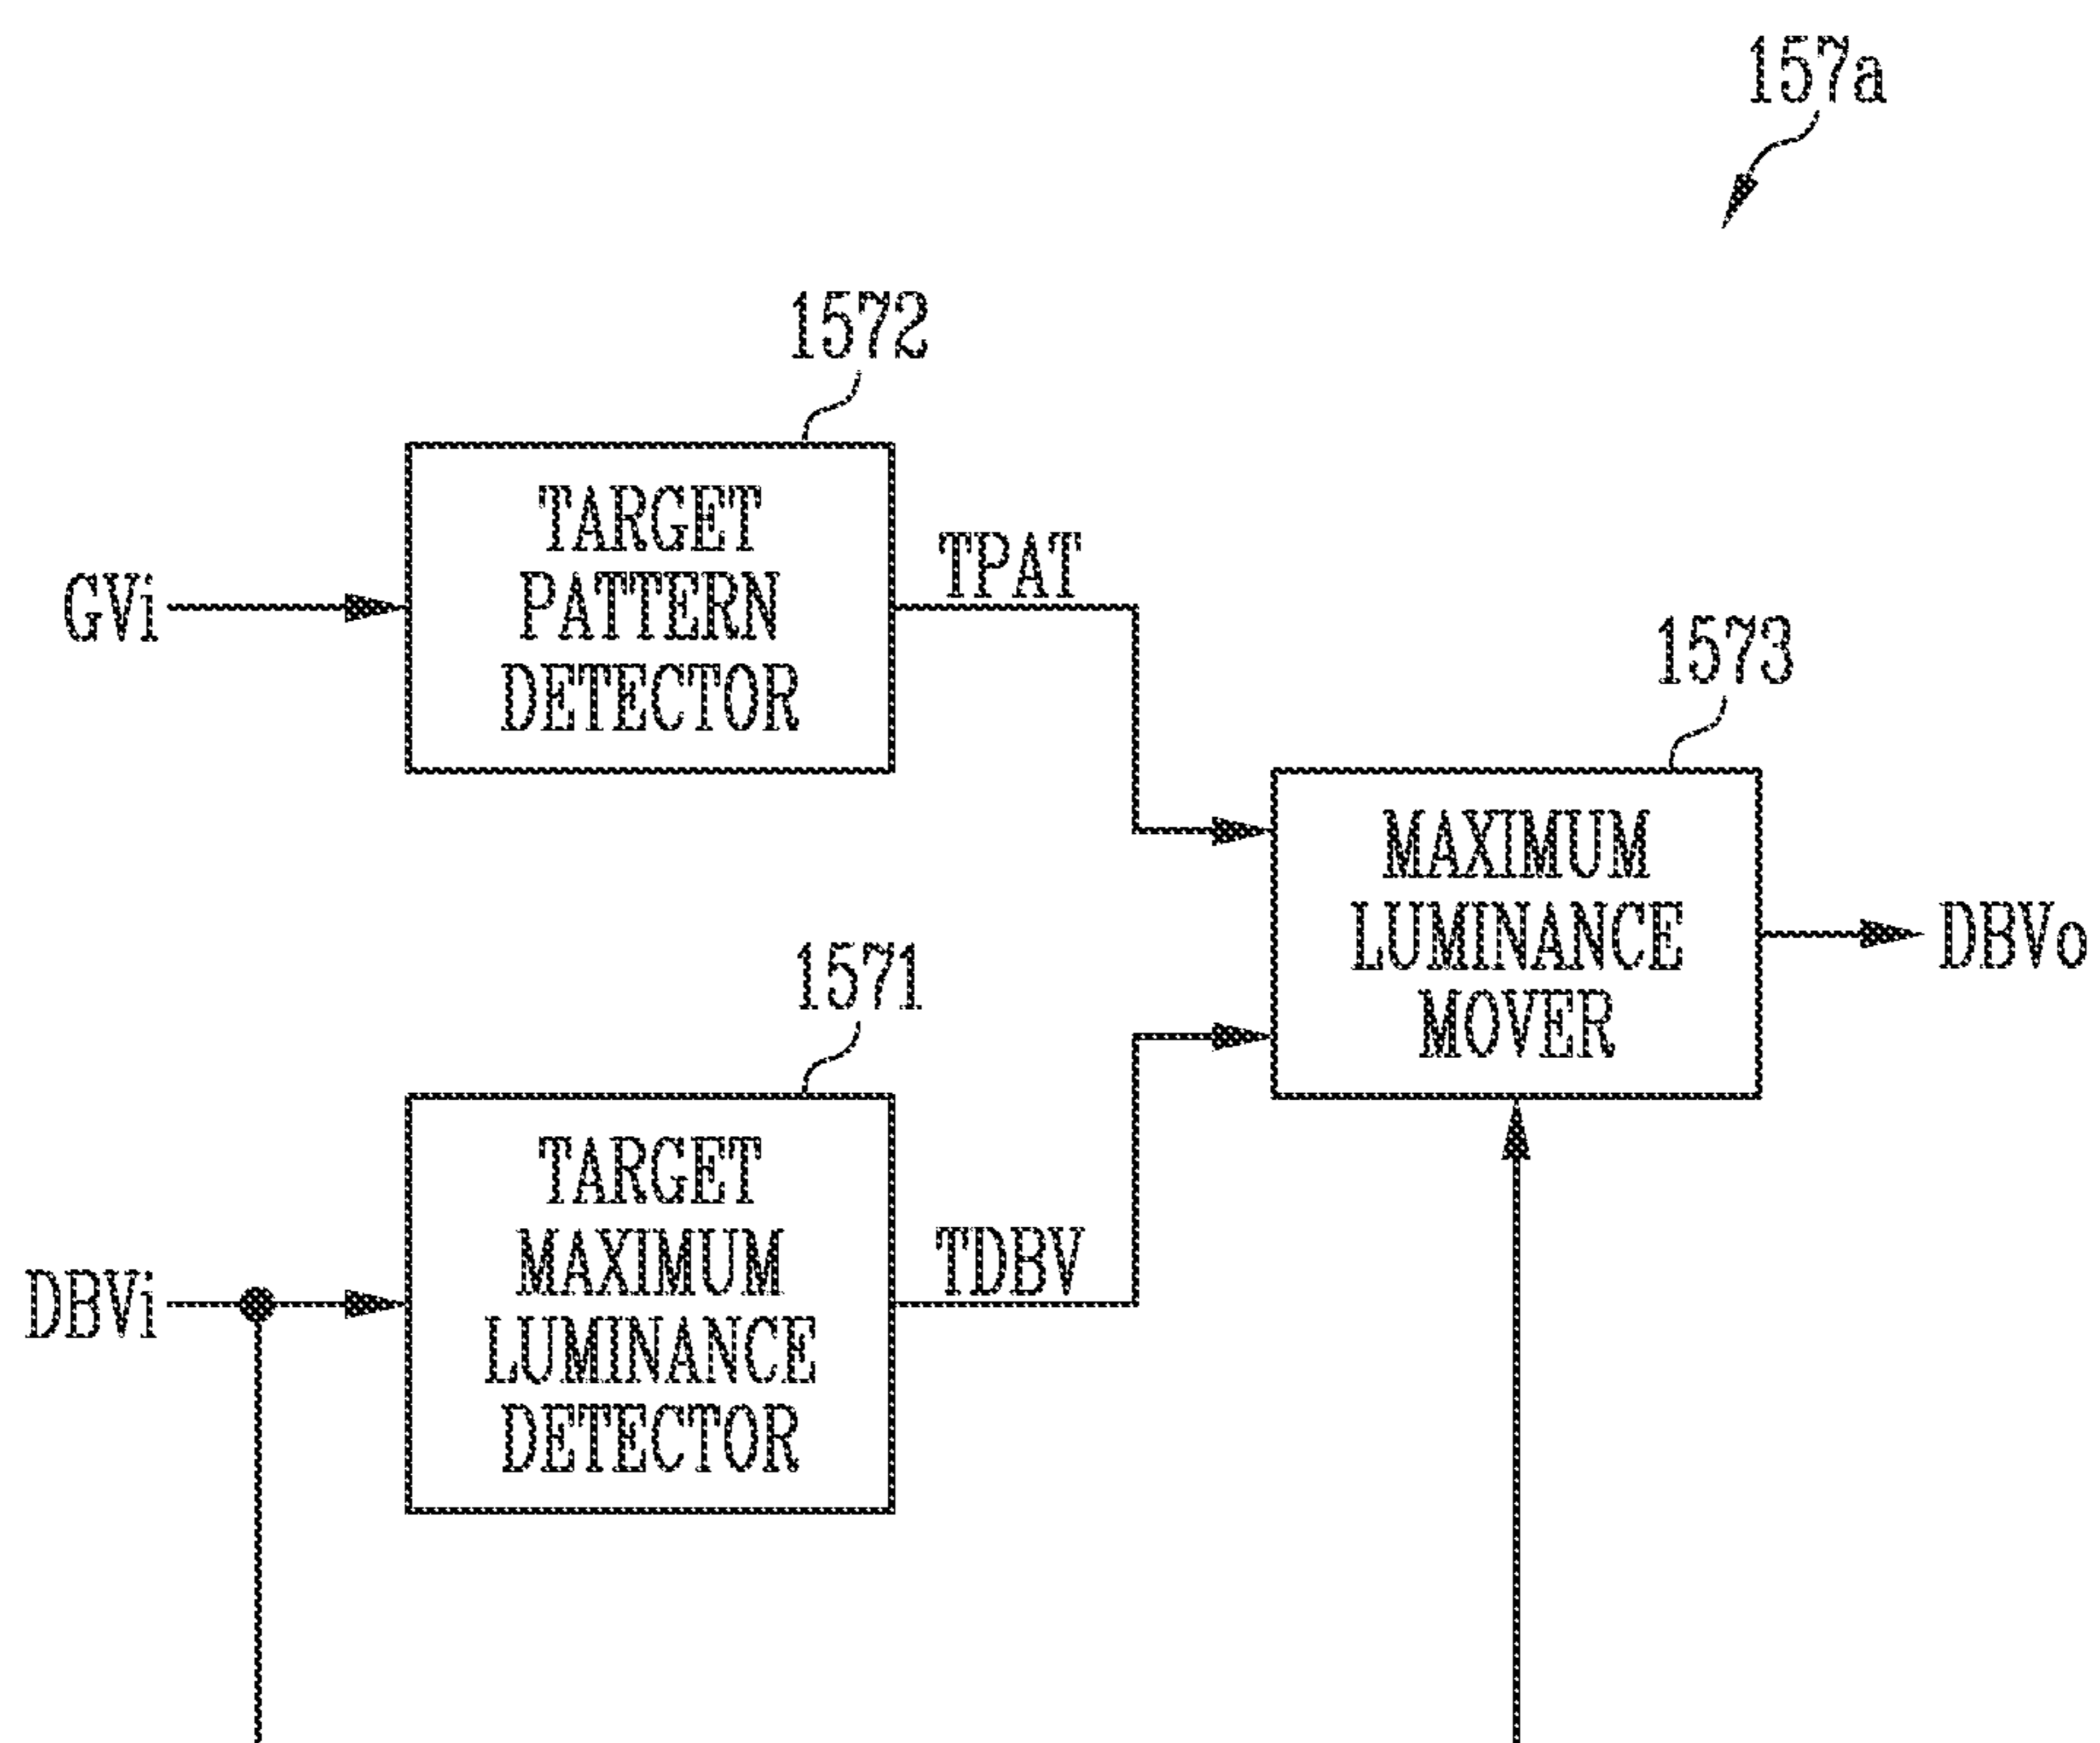 157a
1572
TARGET
PATTERN
DETECTOR
GVi
TPAT
1573
MAXIMUM
LUMINANCE
MOVER
DBVo
1571
TARGET
MAXIMUM
LUMINANCE
DETECTOR
DBVi
TDBV